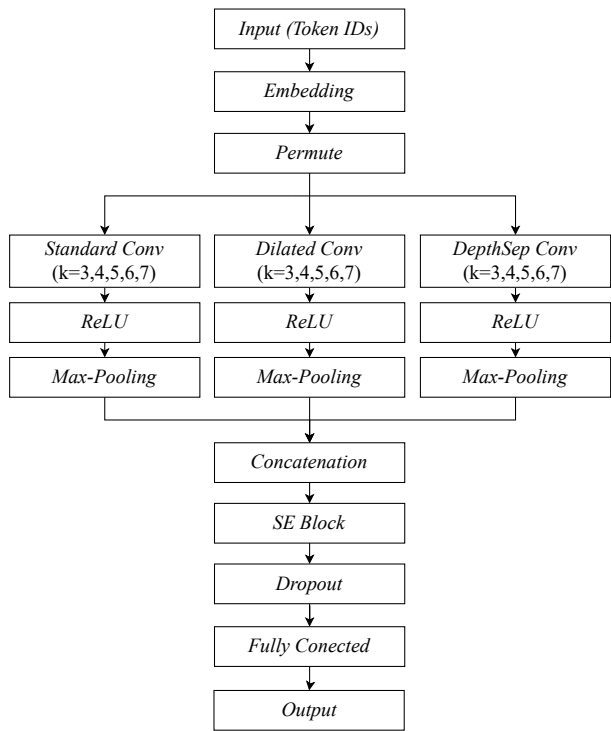 Input (Token IDs)
Embedding
Permute
Standard Conv
(k=3,4,5,6,7)
Dilated Conv
(k=3,4,5,6,7)
DepthSep Conv
(k=3,4,5,6,7)
ReLU
ReLU
ReLU
Max-Pooling
Max-Pooling
Max-Pooling
Concatenation
SE Block
Dropout
Fully Conected
Output